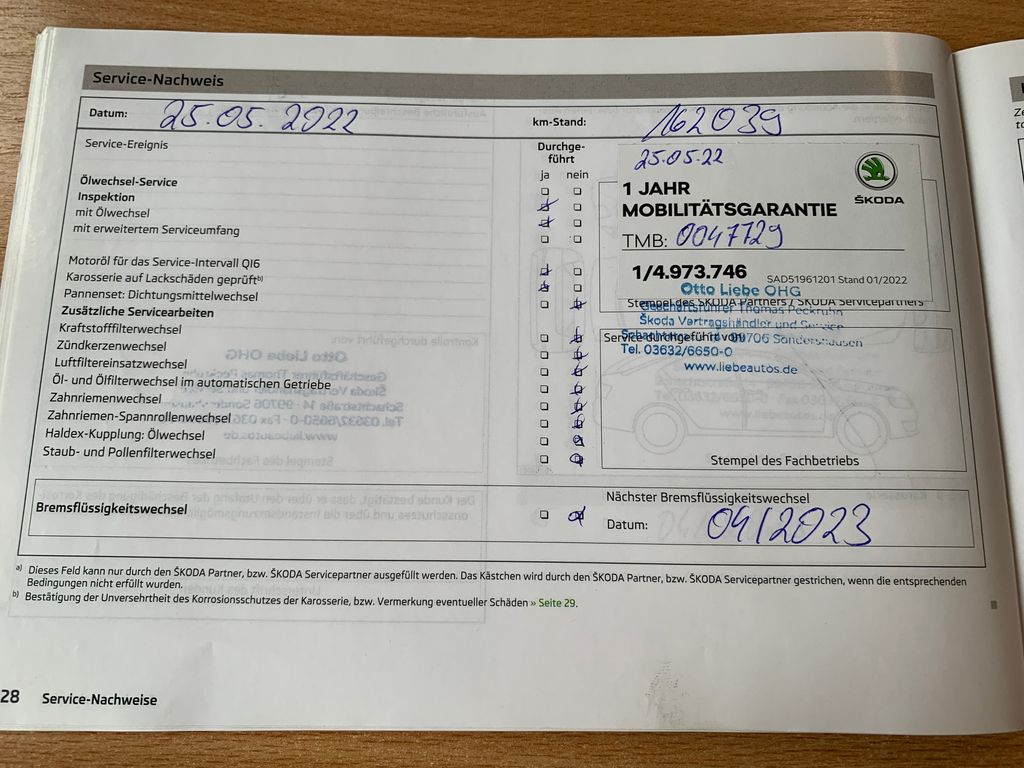 Service-Nachweis
Datum: 25.05.2022 km-Stand: 162039
Service-Ereignis
Durchge-
führt
ja nein
Ölwechsel-Service
Inspektion
mit Ölwechsel
mit erweitertem Serviceumfang
Motoröl für das Service-Intervall QI6
Karosserie auf Lackschäden geprüft b)
Pannenset: Dichtungsmittelwechsel
Zusätzliche Servicearbeiten
Kraftstofffilterwechsel
Zündkerzenwechsel
Luftfiltereinsatzwechsel
Öl- und Ölfilterwechsel im automatischen Getriebe
Zahnriemenwechsel
Zahnriemen-Spannrollenwechsel
Haldex-Kupplung: Ölwechsel
Staub- und Pollenfilterwechsel
25.05.22
ŠKODA
1 JAHR
MOBILITÄTSGARANTIE
TMB: 0047729
1/4.973.746 SAD51961201 Stand 01/2022
Otto Liebe OHG
Stempel des ŠKODA Partners / ŠKODA Servicepartners
Geschäftsführer Thomas Peckruhn
Škoda Vertragshändler und Service
Service durchgeführt von:
99706 Sondershausen
Tel. 03632/6650-0
www.liebeautos.de
Stempel des Fachbetriebs
Bremsflüssigkeitswechsel
Nächster Bremsflüssigkeitswechsel
Datum: 04/2023
a) Dieses Feld kann nur durch den ŠKODA Partner, bzw. ŠKODA Servicepartner ausgefüllt werden. Das Kästchen wird durch den ŠKODA Partner, bzw. ŠKODA Servicepartner gestrichen, wenn die entsprechenden
Bedingungen nicht erfüllt wurden.
b) Bestätigung der Unversehrtheit des Korrosionsschutzes der Karosserie, bzw. Vermerkung eventueller Schäden » Seite 29.
28 Service-Nachweise